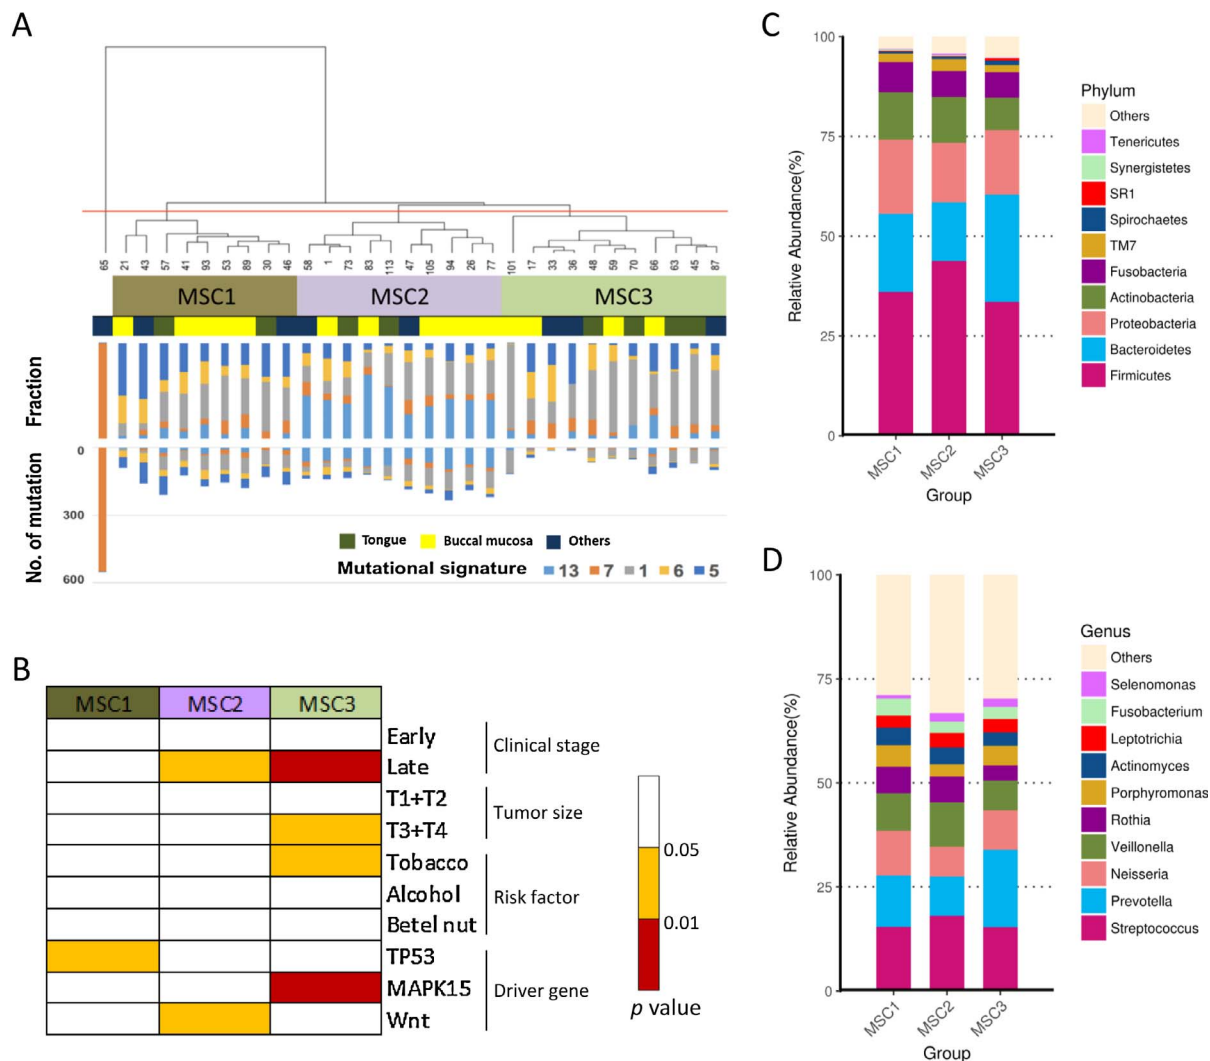 A
65 21 43 57 41 93 53 89 30 46 58 1 73 83 113 47 105 94 26 77 101 17 33 36 48 59 70 66 63 45 87
MSC1 MSC2 MSC3
Fraction
0
300
600
No. of mutation
Tongue Buccal mucosa Others
Mutational signature 13 7 1 6 5
B
MSC1 MSC2 MSC3
Early
Late
Clinical stage
T1+T2
T3+T4
Tumor size
Tobacco
Alcohol
Betel nut
Risk factor
TP53
MAPK15
Wnt
Driver gene
0.05
0.01
p value
C
100
75
50
25
0
Relative Abundance(%)
MSC1 MSC2 MSC3
Group
Phylum
Others
Tenericutes
Synergistetes
SR1
Spirochaetes
TM7
Fusobacteria
Actinobacteria
Proteobacteria
Bacteroidetes
Firmicutes
D
100
75
50
25
0
Relative Abundance(%)
MSC1 MSC2 MSC3
Group
Genus
Others
Selenomonas
Fusobacterium
Leptotrichia
Actinomyces
Porphyromonas
Rothia
Veillonella
Neisseria
Prevotella
Streptococcus